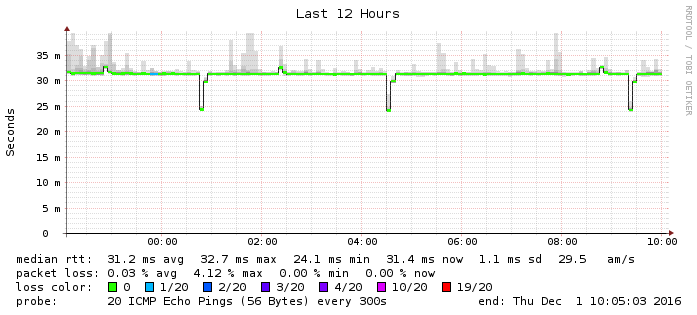 Last 12 Hours
RRDTOOL / TOBI OETIKER
Seconds
35 m
30 m
25 m
20 m
15 m
10 m
5 m
0
00:00 02:00 04:00 06:00 08:00 10:00
median rtt: 31.2 ms avg 32.7 ms max 24.1 ms min 31.4 ms now 1.1 ms sd 29.5 am/s
packet loss: 0.03 % avg 4.12 % max 0.00 % min 0.00 % now
loss color: 0 1/20 2/20 3/20 4/20 10/20 19/20
probe: 20 ICMP Echo Pings (56 Bytes) every 300s end: Thu Dec 1 10:05:03 2016